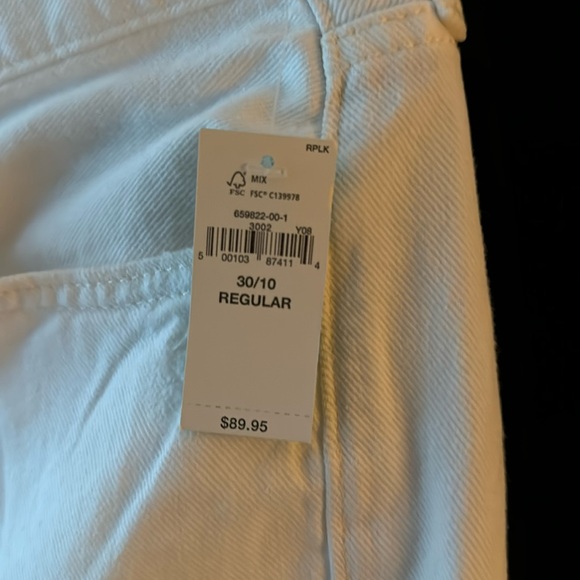 RPLK
MIX
FSC FSC® C139978
659822-00-1
3002 Y08
5 00103 87411 4
30/10
REGULAR
$89.95